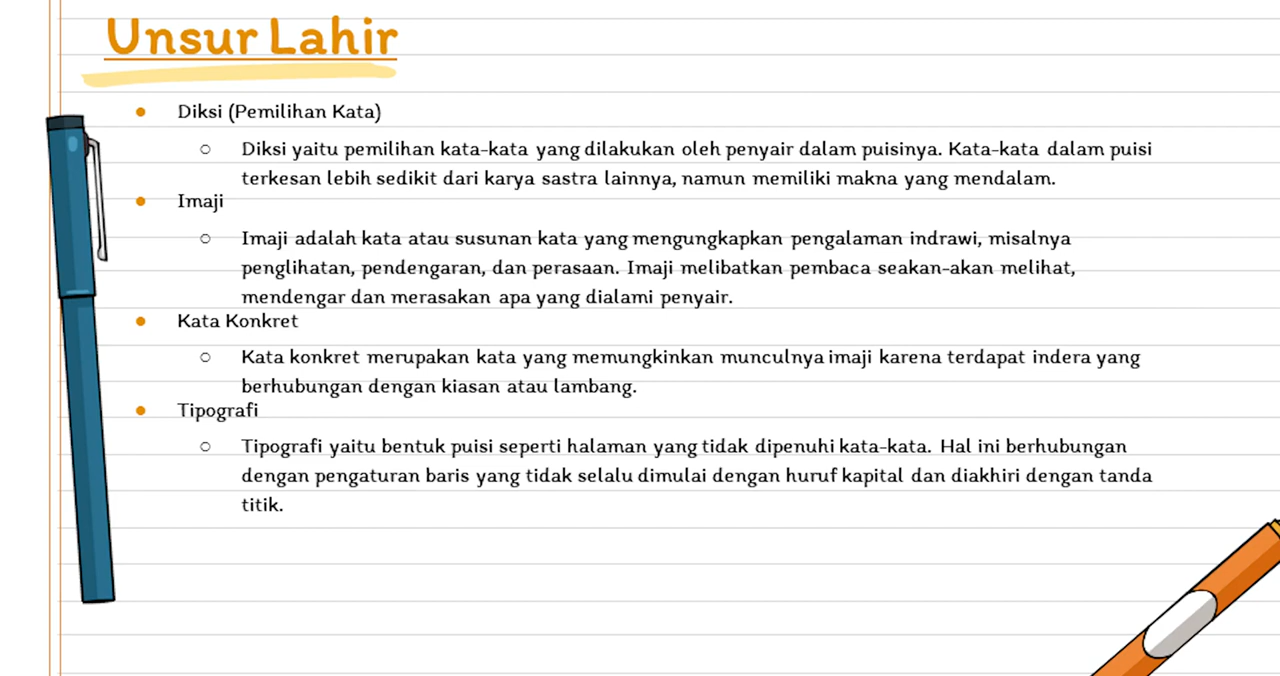 Unsur Lahir
Diksi (Pemilihan Kata)
Diksi yaitu pemilihan kata-kata yang dilakukan oleh penyair dalam puisinya. Kata-kata dalam puisi
terkesan lebih sedikit dari karya sastra lainnya, namun memiliki makna yang mendalam.
Imaji
Imaji adalah kata atau susunan kata yang mengungkapkan pengalaman indrawi, misalnya
penglihatan, pendengaran, dan perasaan. Imaji melibatkan pembaca seakan-akan melihat,
mendengar dan merasakan apa yang dialami penyair.
Kata Konkret
Kata konkret merupakan kata yang memungkinkan munculnya imaji karena terdapat indera yang
berhubungan dengan kiasan atau lambang.
Tipografi
Tipografi yaitu bentuk puisi seperti halaman yang tidak dipenuhi kata-kata. Hal ini berhubungan
dengan pengaturan baris yang tidak selalu dimulai dengan huruf kapital dan diakhiri dengan tanda
titik.